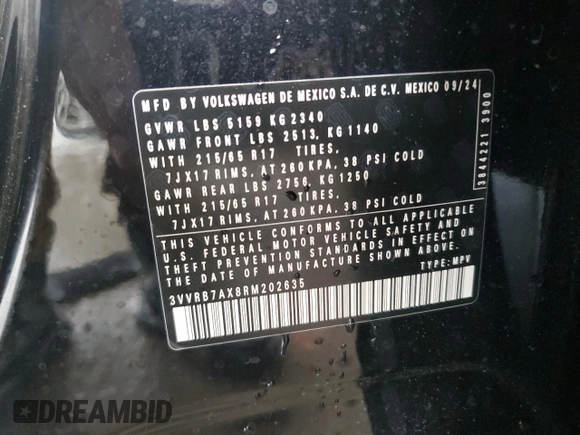 MFD BY VOLKSWAGEN DE MEXICO S.A. DE C.V. MEXICO 09/24
GVWR LBS 5159 KG 2340
GAWR FRONT LBS 2513, KG 1140
WITH 215/65 R17 TIRES,
7JX17 RIMS, AT 260 KPA, 38 PSI COLD
GAWR REAR LBS 2756, KG 1250
WITH 215/65 R17 TIRES,
7JX17 RIMS, AT 260 KPA, 38 PSI COLD
THIS VEHICLE CONFORMS TO ALL APPLICABLE
U.S. FEDERAL MOTOR VEHICLE SAFETY AND
THEFT PREVENTION STANDARDS IN EFFECT ON
THE DATE OF MANUFACTURE SHOWN ABOVE.
3VVRB7AX8RM202635 TYPE: MPV
3844221 3900
DREAMBID